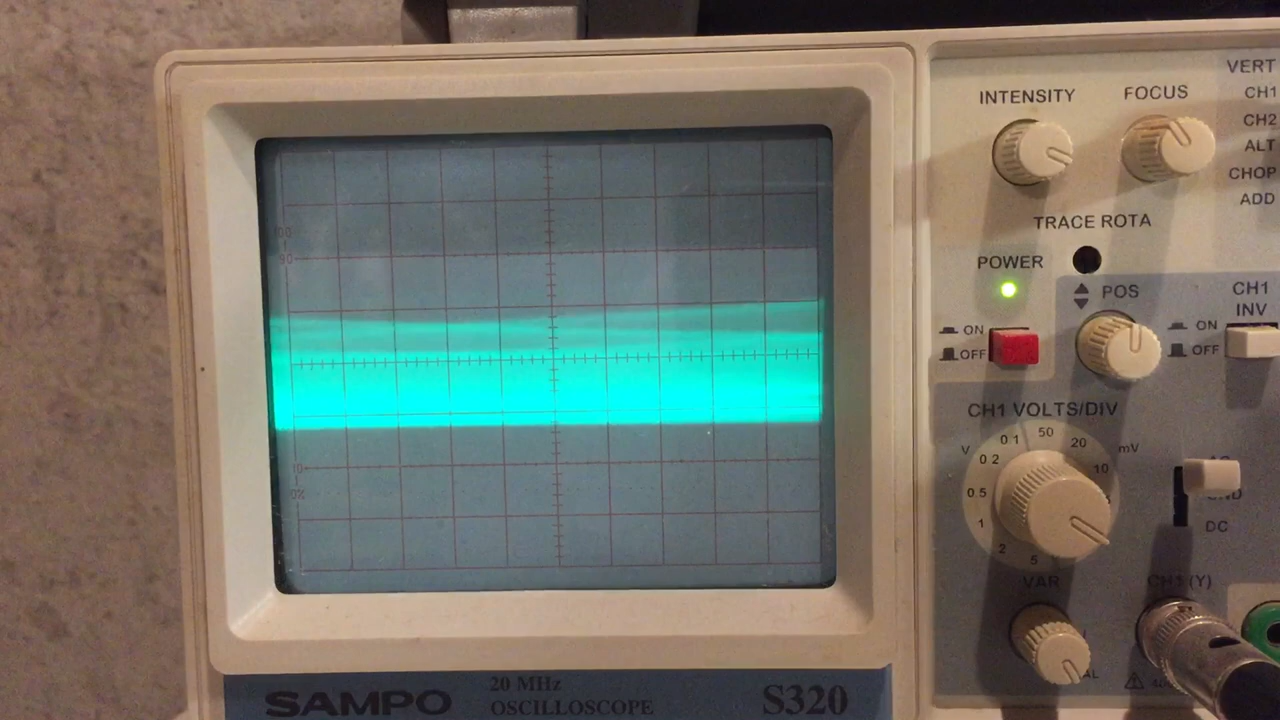 INTENSITY
FOCUS
VERT
CH1
CH2
ALT
CHOP
ADD
TRACE ROTA
POWER
ON
OFF
POS
CH1
INV
ON
OFF
CH1 VOLTS/DIV
V
0.1
50
20
mV
0 2
10
0.5
1
2
5
GND
DC
VAR
CH1 (Y)
90
10
0%
SAMPO
20 MHz
OSCILLOSCOPE
S320